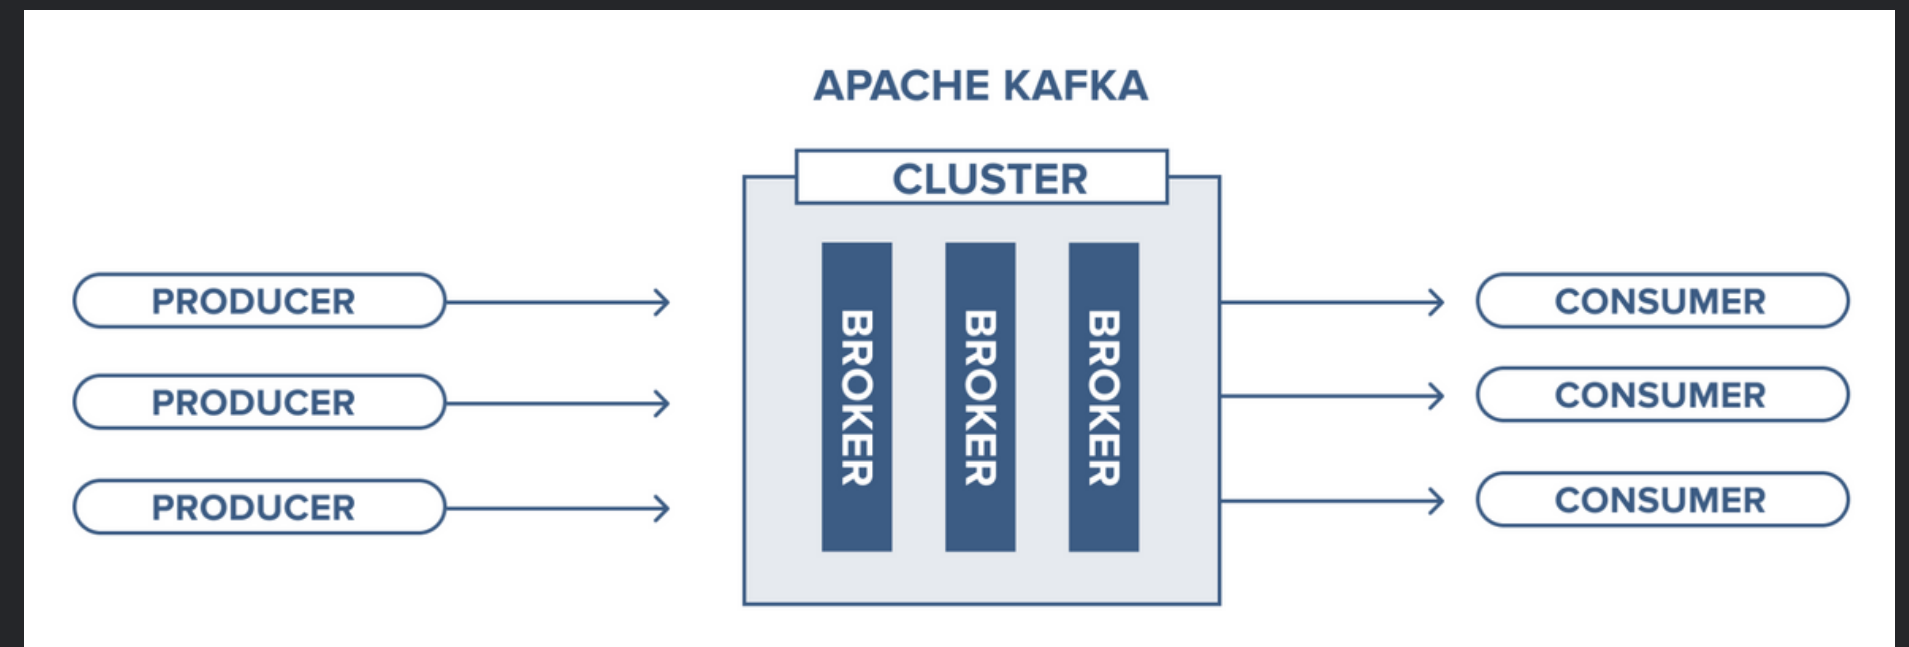 APACHE KAFKA
CLUSTER
PRODUCER
PRODUCER
PRODUCER
BROKER
BROKER
BROKER
CONSUMER
CONSUMER
CONSUMER